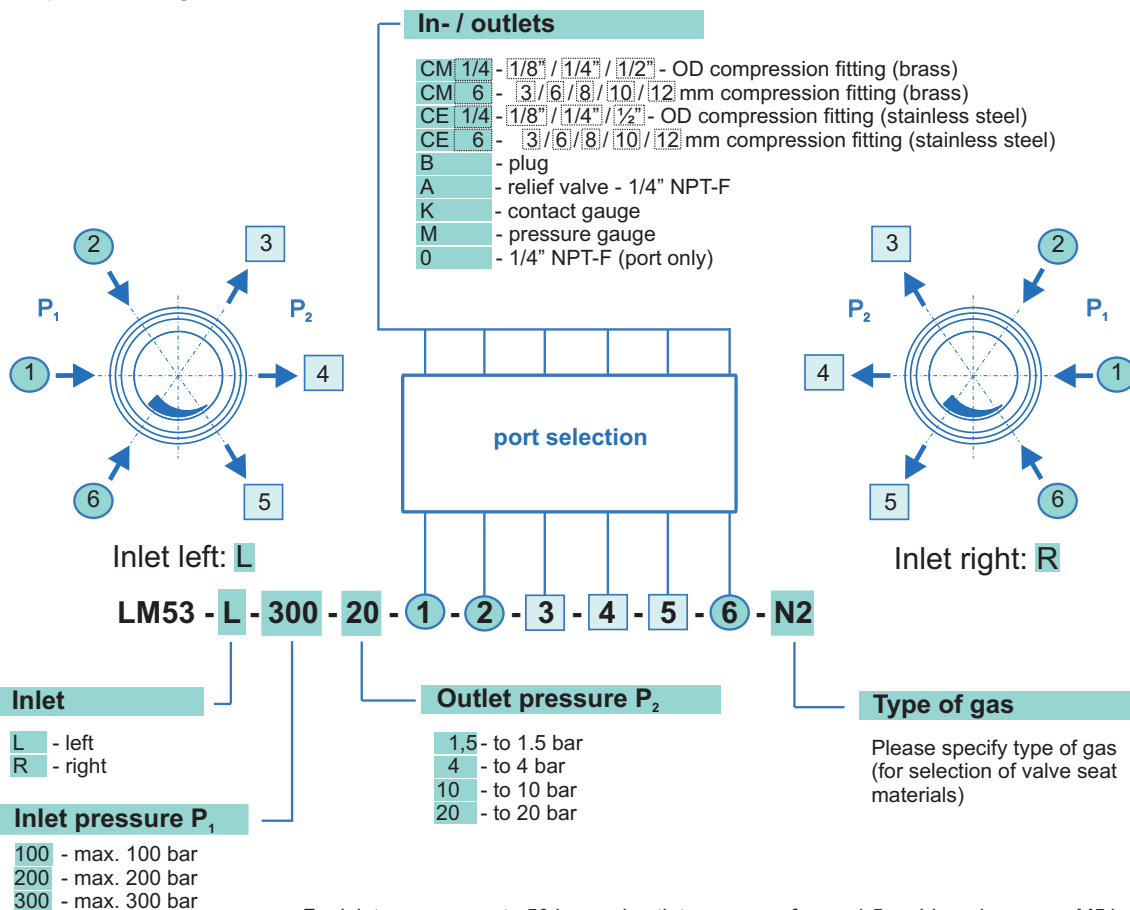 In- / outlets
CM 1/4 - 1/8” / 1/4” / 1/2” - OD compression fitting (brass)
CM 6 - 3 / 6 / 8 / 10 / 12 mm compression fitting (brass)
CE 1/4 - 1/8” / 1/4” / ½” - OD compression fitting (stainless steel)
CE 6 - 3 / 6 / 8 / 10 / 12 mm compression fitting (stainless steel)
B - plug
A - relief valve - 1/4” NPT-F
K - contact gauge
M - pressure gauge
0 - 1/4” NPT-F (port only)
2 3
P1 P2
1 4
6 5
Inlet left: L
port selection
3 2
P2 P1
4 1
5 6
Inlet right: R
LM53 - L - 300 - 20 - 1 - 2 - 3 - 4 - 5 - 6 - N2
Inlet
L - left
R - right
Inlet pressure P1
100 - max. 100 bar
200 - max. 200 bar
300 - max. 300 bar
Outlet pressure P2
1,5 - to 1.5 bar
4 - to 4 bar
10 - to 10 bar
20 - to 20 bar
Type of gas
Please specify type of gas
(for selection of valve seat
materials)